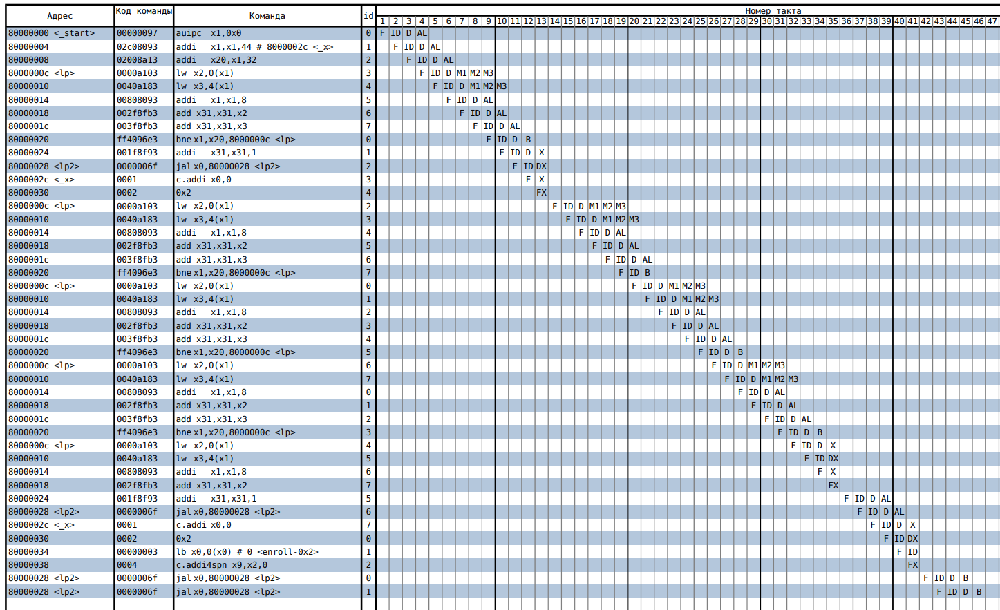 Адрес Код команды Команда id Номер такта
1 2 3 4 5 6 7 8 9 10 11 12 13 14 15 16 17 18 19 20 21 22 23 24 25 26 27 28 29 30 31 32 33 34 35 36 37 38 39 40 41 42 43 44 45 46 47
80000000 <_start> 00000097 auipc x1,0x0 0 F ID D AL
80000004 02c08093 addi x1,x1,44 # 8000002c <_x> 1 F ID D AL
80000008 02008a13 addi x20,x1,32 2 F ID D AL
8000000c <lp> 0000a103 lw x2,0(x1) 3 F ID D M1 M2 M3
80000010 0040a183 lw x3,4(x1) 4 F ID D M1 M2 M3
80000014 00808093 addi x1,x1,8 5 F ID D AL
80000018 002f8fb3 add x31,x31,x2 6 F ID D AL
8000001c 003f8fb3 add x31,x31,x3 7 F ID D AL
80000020 ff4096e3 bne x1,x20,8000000c <lp> 0 F ID D B
80000024 001f8f93 addi x31,x31,1 1 F ID D X
80000028 <lp2> 0000006f jal x0,80000028 <lp2> 2 F ID DX
8000002c <_x> 0001 c.addi x0,0 3 F X
80000030 0002 0x2 4 FX
8000000c <lp> 0000a103 lw x2,0(x1) 2 F ID D M1 M2 M3
80000010 0040a183 lw x3,4(x1) 3 F ID D M1 M2 M3
80000014 00808093 addi x1,x1,8 4 F ID D AL
80000018 002f8fb3 add x31,x31,x2 5 F ID D AL
8000001c 003f8fb3 add x31,x31,x3 6 F ID D AL
80000020 ff4096e3 bne x1,x20,8000000c <lp> 7 F ID B
8000000c <lp> 0000a103 lw x2,0(x1) 0 F ID D M1 M2 M3
80000010 0040a183 lw x3,4(x1) 1 F ID D M1 M2 M3
80000014 00808093 addi x1,x1,8 2 F ID D AL
80000018 002f8fb3 add x31,x31,x2 3 F ID D AL
8000001c 003f8fb3 add x31,x31,x3 4 F ID D AL
80000020 ff4096e3 bne x1,x20,8000000c <lp> 5 F ID D B
8000000c <lp> 0000a103 lw x2,0(x1) 6 F ID D M1 M2 M3
80000010 0040a183 lw x3,4(x1) 7 F ID D M1 M2 M3
80000014 00808093 addi x1,x1,8 0 F ID D AL
80000018 002f8fb3 add x31,x31,x2 1 F ID D AL
8000001c 003f8fb3 add x31,x31,x3 2 F ID D AL
80000020 ff4096e3 bne x1,x20,8000000c <lp> 3 F ID D B
8000000c <lp> 0000a103 lw x2,0(x1) 4 F ID D X
80000010 0040a183 lw x3,4(x1) 5 F ID DX
80000014 00808093 addi x1,x1,8 6 F X
80000018 002f8fb3 add x31,x31,x2 7 FX
80000024 001f8f93 addi x31,x31,1 5 F ID D AL
80000028 <lp2> 0000006f jal x0,80000028 <lp2> 6 F ID D AL
8000002c <_x> 0001 c.addi x0,0 7 F ID D X
80000030 0002 0x2 0 F ID DX
80000034 00000003 lb x0,0(x0) # 0 <enroll-0x2> 1 F ID
80000038 0004 c.addi4spn x9,x2,0 2 FX
80000028 <lp2> 0000006f jal x0,80000028 <lp2> 0 F ID D B
80000028 <lp2> 0000006f jal x0,80000028 <lp2> 1 F ID D B